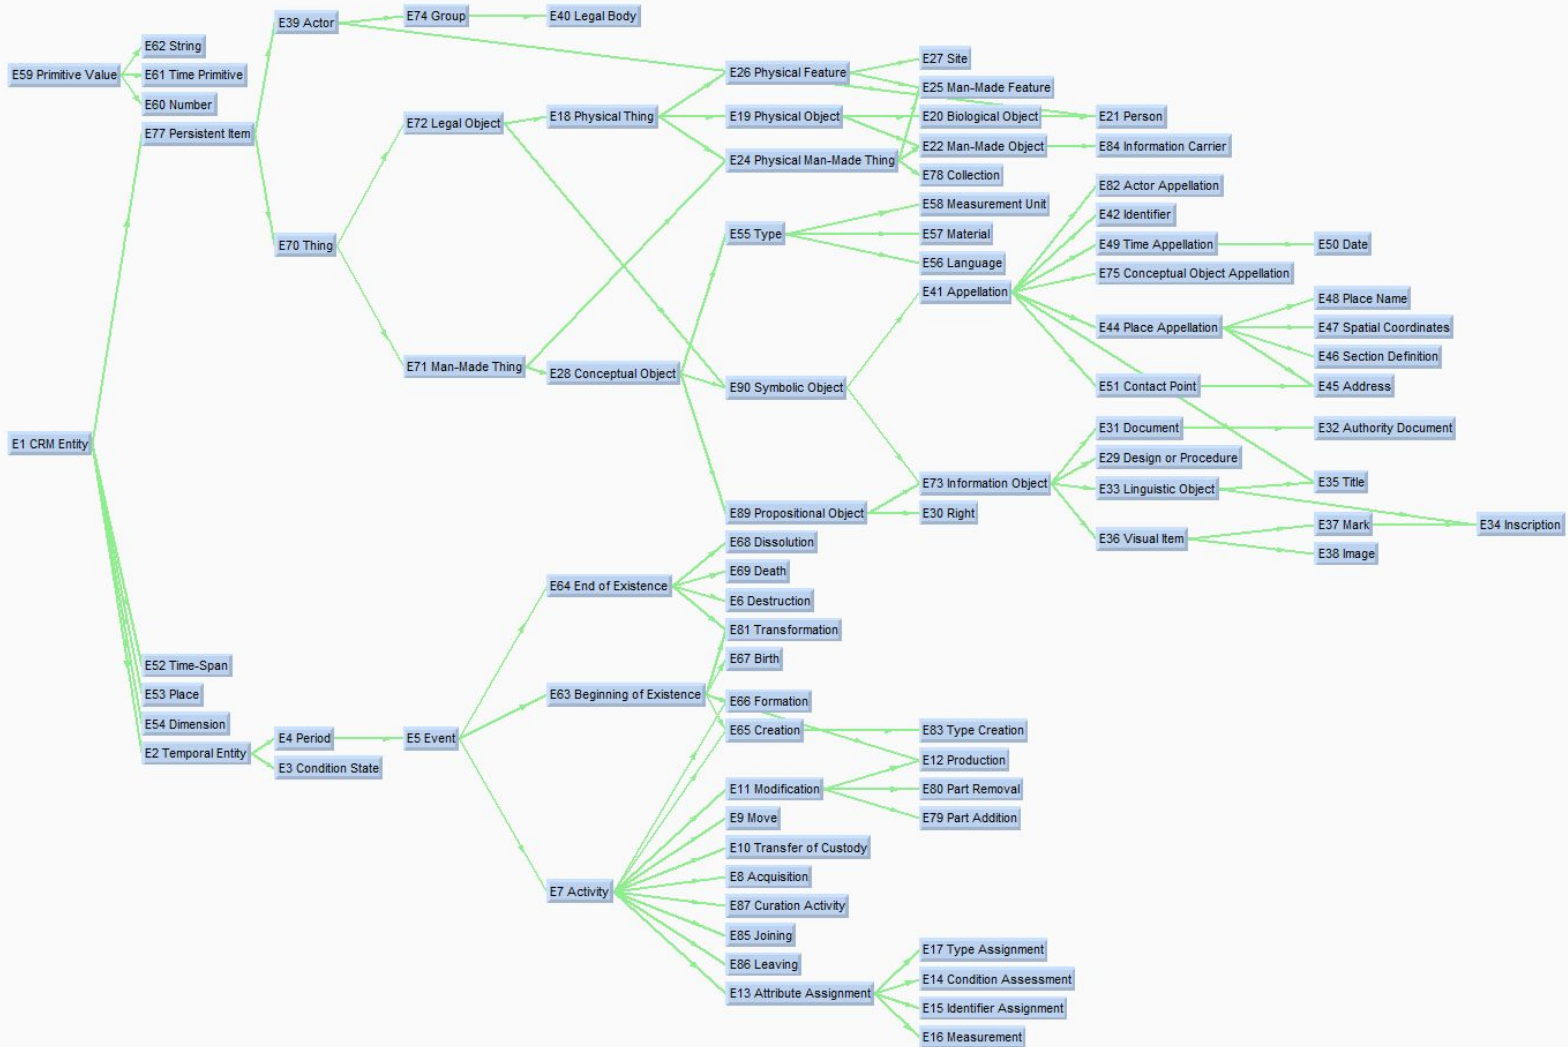 E59 Primitive Value
E62 String
E61 Time Primitive
E60 Number
E1 CRM Entity
E77 Persistent Item
E52 Time-Span
E53 Place
E54 Dimension
E2 Temporal Entity
E39 Actor
E70 Thing
E4 Period
E3 Condition State
E74 Group
E72 Legal Object
E71 Man-Made Thing
E5 Event
E40 Legal Body
E18 Physical Thing
E28 Conceptual Object
E64 End of Existence
E63 Beginning of Existence
E7 Activity
E26 Physical Feature
E19 Physical Object
E24 Physical Man-Made Thing
E55 Type
E90 Symbolic Object
E89 Propositional Object
E68 Dissolution
E69 Death
E6 Destruction
E81 Transformation
E67 Birth
E66 Formation
E65 Creation
E11 Modification
E9 Move
E10 Transfer of Custody
E8 Acquisition
E87 Curation Activity
E85 Joining
E86 Leaving
E13 Attribute Assignment
E27 Site
E25 Man-Made Feature
E20 Biological Object
E22 Man-Made Object
E78 Collection
E58 Measurement Unit
E57 Material
E56 Language
E41 Appellation
E73 Information Object
E30 Right
E83 Type Creation
E12 Production
E80 Part Removal
E79 Part Addition
E17 Type Assignment
E14 Condition Assessment
E15 Identifier Assignment
E16 Measurement
E21 Person
E84 Information Carrier
E82 Actor Appellation
E42 Identifier
E49 Time Appellation
E75 Conceptual Object Appellation
E44 Place Appellation
E51 Contact Point
E31 Document
E29 Design or Procedure
E33 Linguistic Object
E36 Visual Item
E50 Date
E48 Place Name
E47 Spatial Coordinates
E46 Section Definition
E45 Address
E32 Authority Document
E35 Title
E37 Mark
E38 Image
E34 Inscription